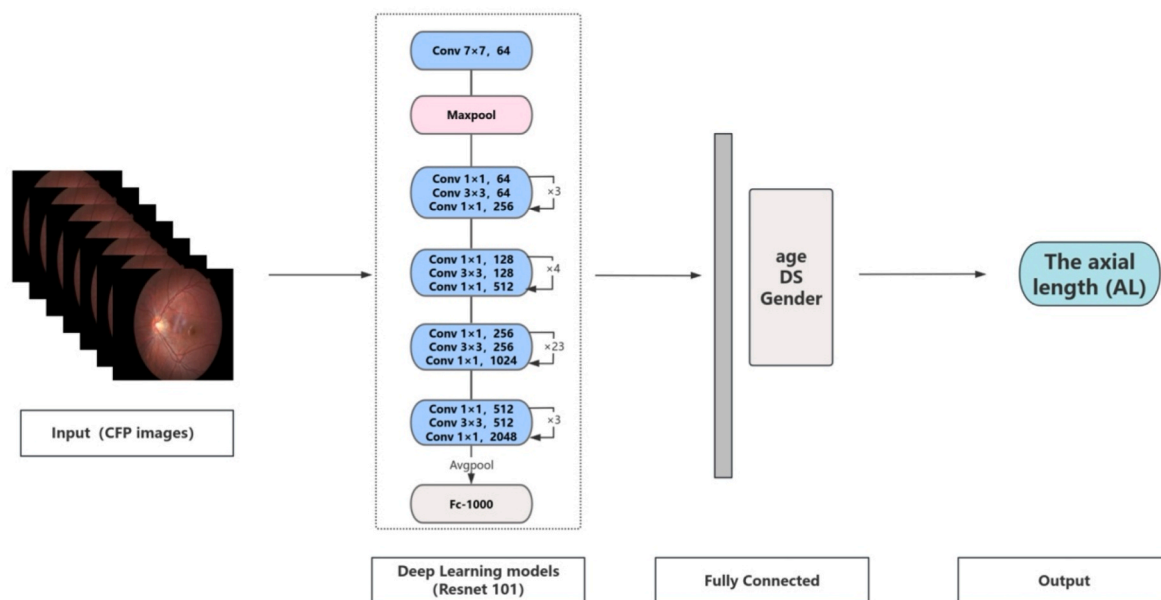 Conv 7×7, 64
Maxpool
Conv 1×1, 64
Conv 3×3, 64
Conv 1×1, 256
×3
Conv 1×1, 128
Conv 3×3, 128
Conv 1×1, 512
×4
Conv 1×1, 256
Conv 3×3, 256
Conv 1×1, 1024
×23
Conv 1×1, 512
Conv 3×3, 512
Conv 1×1, 2048
×3
Avgpool
Fc-1000
age
DS
Gender
The axial
length (AL)
Input (CFP images)
Deep Learning models
(Resnet 101)
Fully Connected
Output